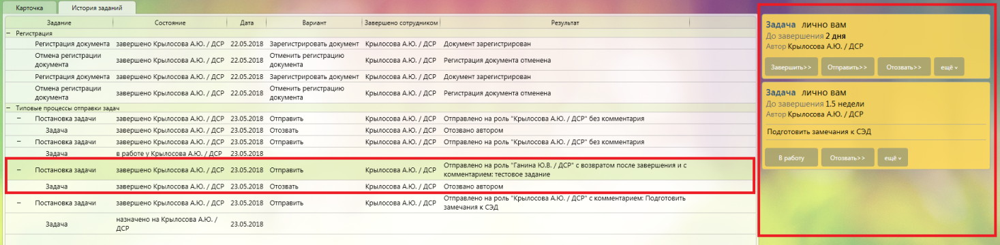 Карточка
История заданий
Задание Состояние Дата Вариант Завершено сотрудником Результат
− Регистрация
Регистрация документа завершено Крылосова А.Ю. / ДСР 22.05.2018 Зарегистрировать документ Крылосова А.Ю. / ДСР Документ зарегистрирован
Отмена регистрации
документа завершено Крылосова А.Ю. / ДСР 22.05.2018 Отменить регистрацию
документа Крылосова А.Ю. / ДСР Регистрация документа отменена
Регистрация документа завершено Крылосова А.Ю. / ДСР 22.05.2018 Зарегистрировать документ Крылосова А.Ю. / ДСР Документ зарегистрирован
Отмена регистрации
документа завершено Крылосова А.Ю. / ДСР 22.05.2018 Отменить регистрацию
документа Крылосова А.Ю. / ДСР Регистрация документа отменена
− Типовые процессы отправки задач
− Постановка задачи завершено Крылосова А.Ю. / ДСР 23.05.2018 Отправить Крылосова А.Ю. / ДСР Отправлено на роль "Крылосова А.Ю. / ДСР" без комментария
Задача завершено Крылосова А.Ю. / ДСР 23.05.2018 Отозвать Крылосова А.Ю. / ДСР Отозвано автором
− Постановка задачи завершено Крылосова А.Ю. / ДСР 23.05.2018 Отправить Крылосова А.Ю. / ДСР Отправлено на роль "Крылосова А.Ю. / ДСР" без комментария
Задача в работе у Крылосова А.Ю. / ДСР 23.05.2018
− Постановка задачи завершено Крылосова А.Ю. / ДСР 23.05.2018 Отправить Крылосова А.Ю. / ДСР Отправлено на роль "Ганина Ю.В. / ДСР" с возвратом после завершения и с
комментарием: тестовое задание
Задача завершено Крылосова А.Ю. / ДСР 23.05.2018 Отозвать Крылосова А.Ю. / ДСР Отозвано автором
− Постановка задачи завершено Крылосова А.Ю. / ДСР 23.05.2018 Отправить Крылосова А.Ю. / ДСР Отправлено на роль "Крылосова А.Ю. / ДСР" с комментарием: Подготовить
замечания к СЭД
Задача назначено на Крылосова А.Ю. /
ДСР 23.05.2018
Задача лично вам
До завершения 2 дня
Автор Крылосова А.Ю. / ДСР
Завершить>> Отправить>> Отозвать>> ещё v
Задача лично вам
До завершения 1.5 недели
Автор Крылосова А.Ю. / ДСР
Подготовить замечания к СЭД
В работу Отозвать>> ещё v